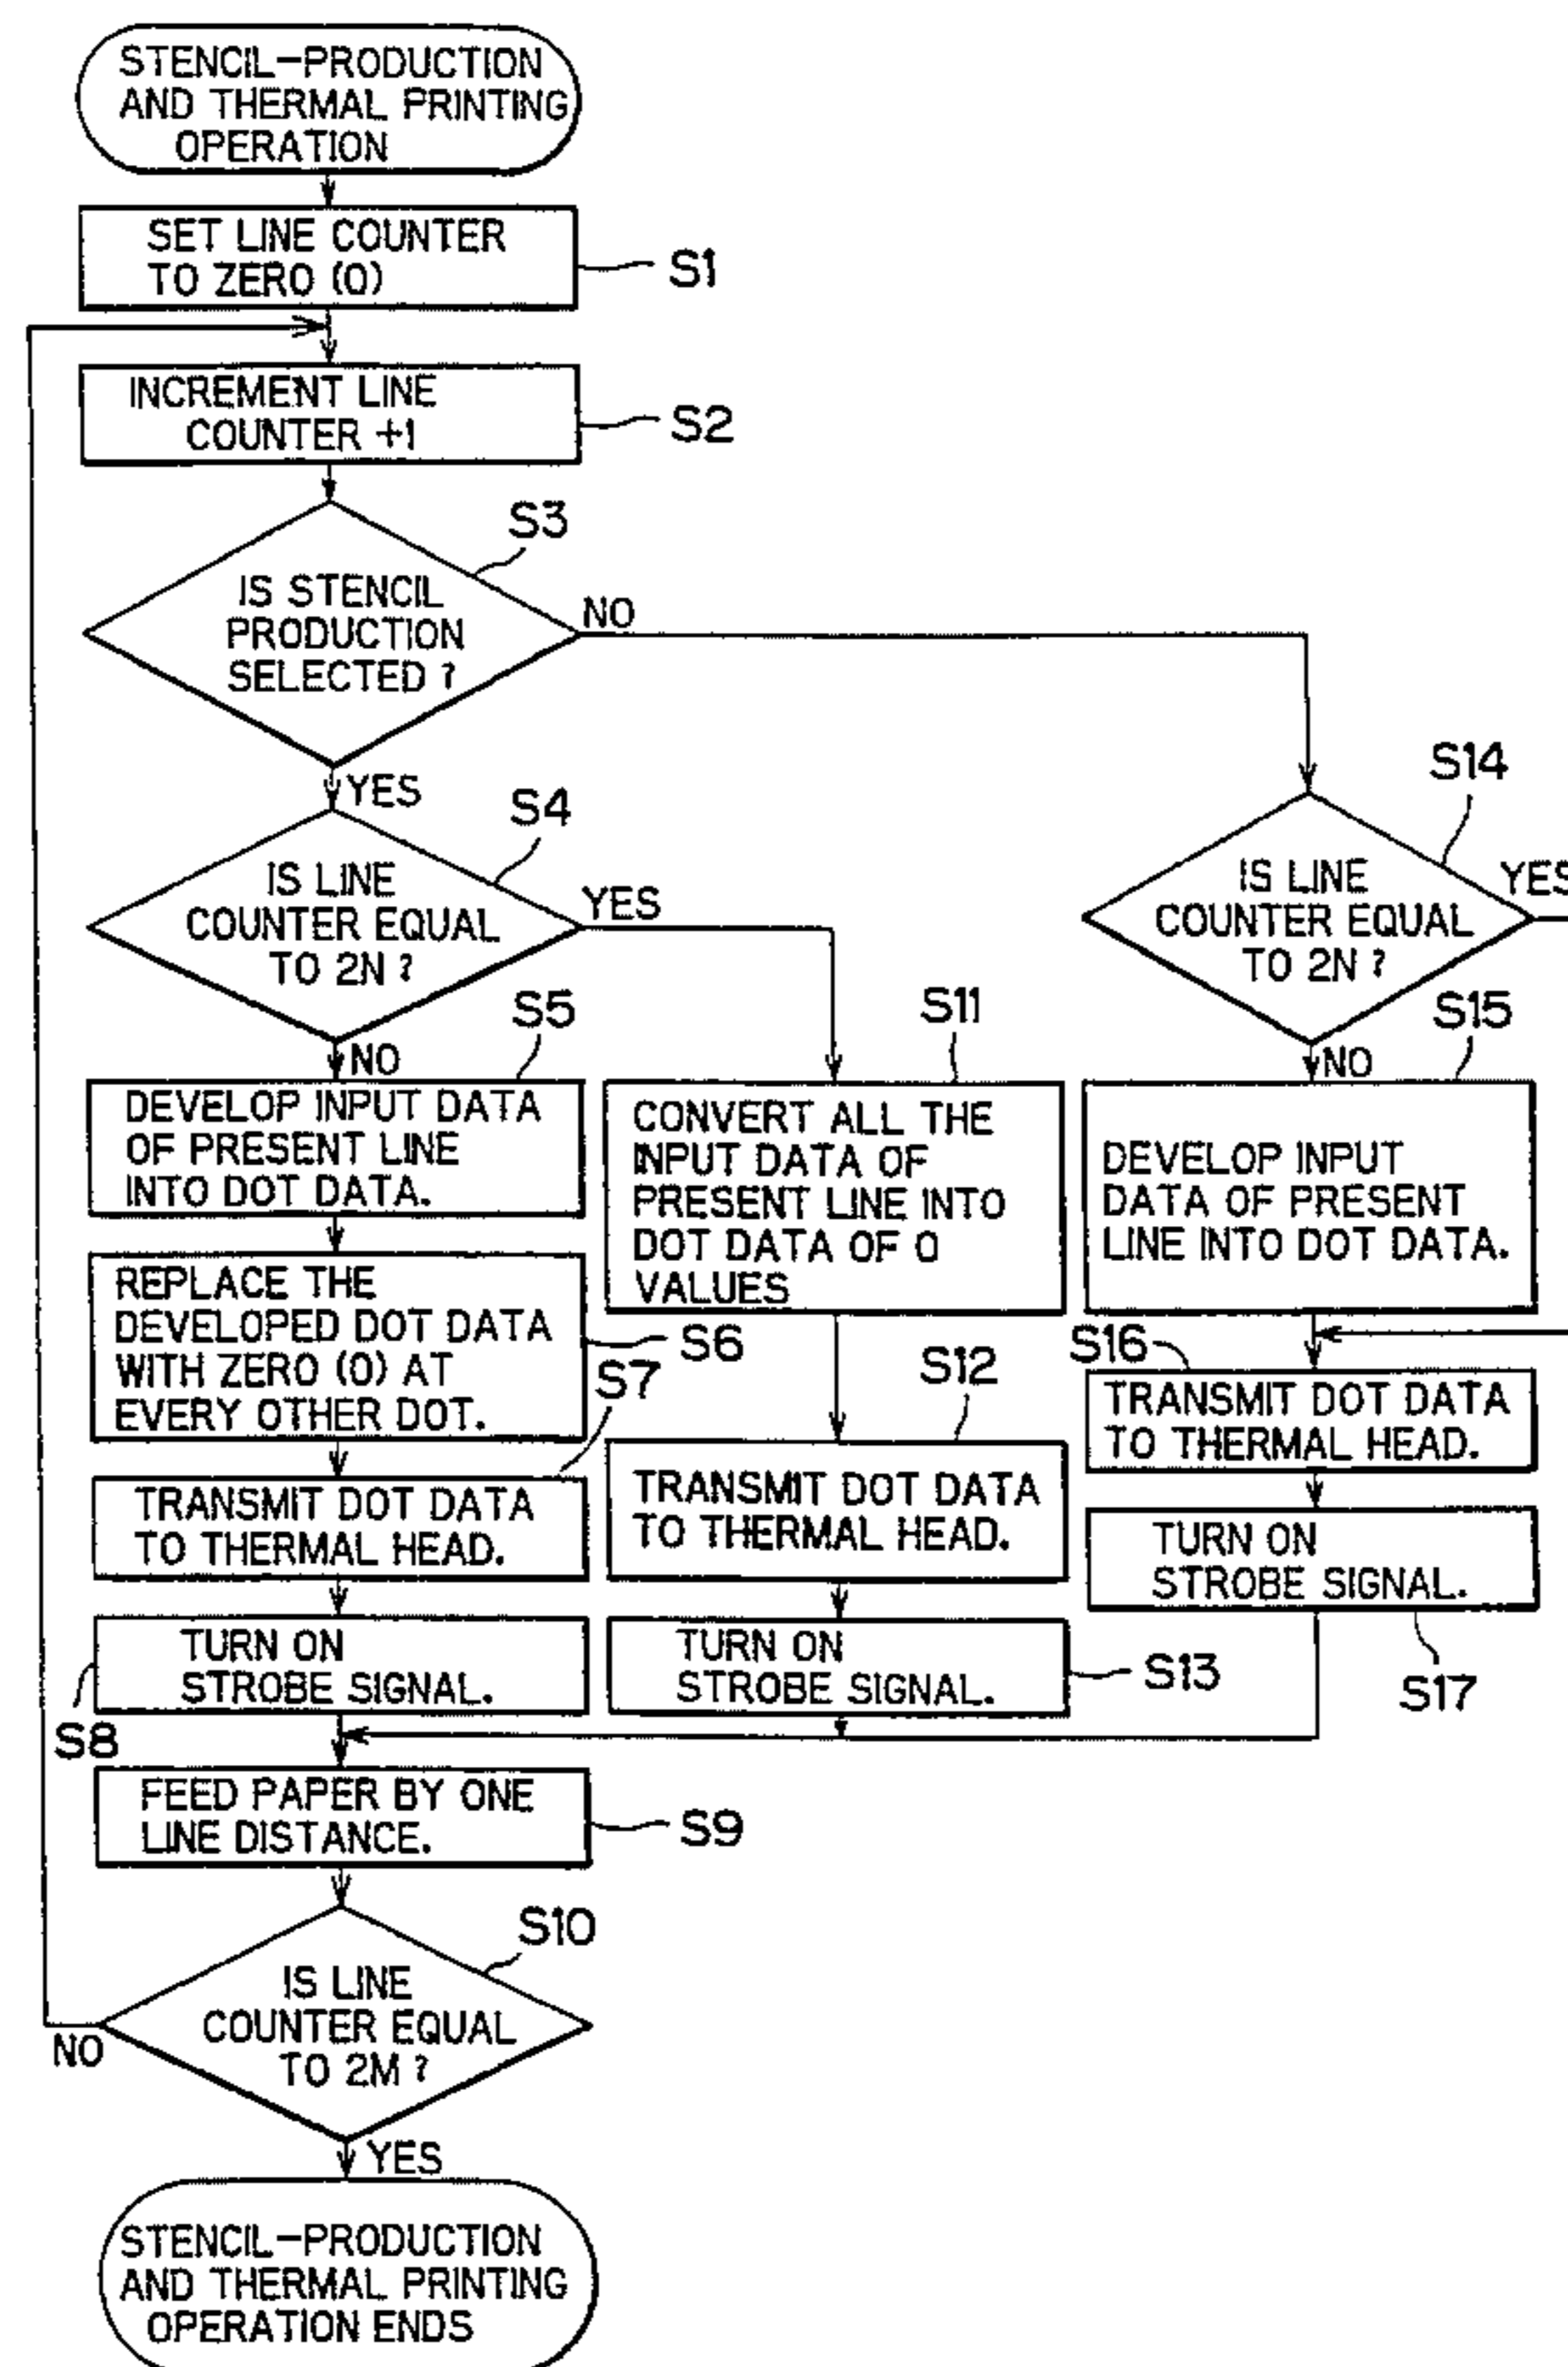 STENCIL-PRODUCTION
AND THERMAL PRINTING
OPERATION
SET LINE COUNTER
TO ZERO (0)
S1
INCREMENT LINE
COUNTER +1
S2
S3
IS STENCIL
PRODUCTION
SELECTED ?
NO
YES
S4
IS LINE
COUNTER EQUAL
TO 2N ?
YES
NO
S14
IS LINE
COUNTER EQUAL
TO 2N ?
YES
NO
S5
DEVELOP INPUT DATA
OF PRESENT LINE
INTO DOT DATA.
S11
CONVERT ALL THE
INPUT DATA OF
PRESENT LINE INTO
DOT DATA OF 0
VALUES
S15
DEVELOP INPUT
DATA OF PRESENT
LINE INTO DOT DATA.
REPLACE THE
DEVELOPED DOT DATA
WITH ZERO (0) AT
EVERY OTHER DOT.
S6
S7
TRANSMIT DOT DATA
TO THERMAL HEAD.
S12
TRANSMIT DOT DATA
TO THERMAL HEAD.
S16
TRANSMIT DOT DATA
TO THERMAL HEAD.
TURN ON
STROBE SIGNAL.
S8
TURN ON
STROBE SIGNAL.
S13
TURN ON
STROBE SIGNAL.
S17
FEED PAPER BY ONE
LINE DISTANCE.
S9
S10
IS LINE
COUNTER EQUAL
TO 2M ?
NO
YES
STENCIL-PRODUCTION
AND THERMAL PRINTING
OPERATION ENDS